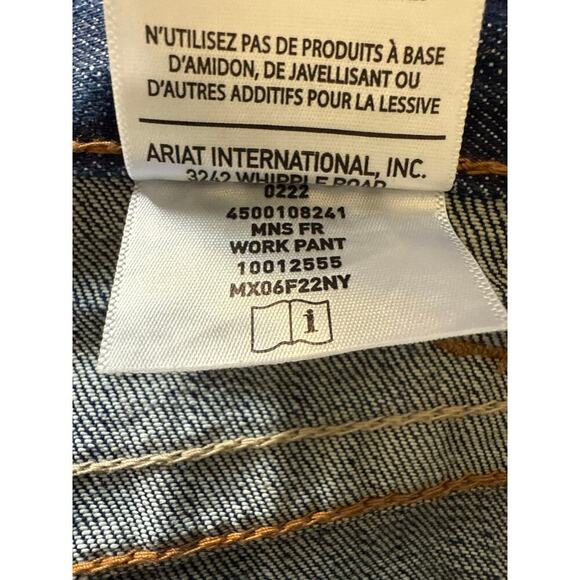 N'UTILISEZ PAS DE PRODUITS À BASE
D'AMIDON, DE JAVELLISANT OU
D'AUTRES ADDITIFS POUR LA LESSIVE
ARIAT INTERNATIONAL, INC.
3242 WHIPPLE ROAD
0222
4500108241
MNS FR
WORK PANT
10012555
MX06F22NY
i